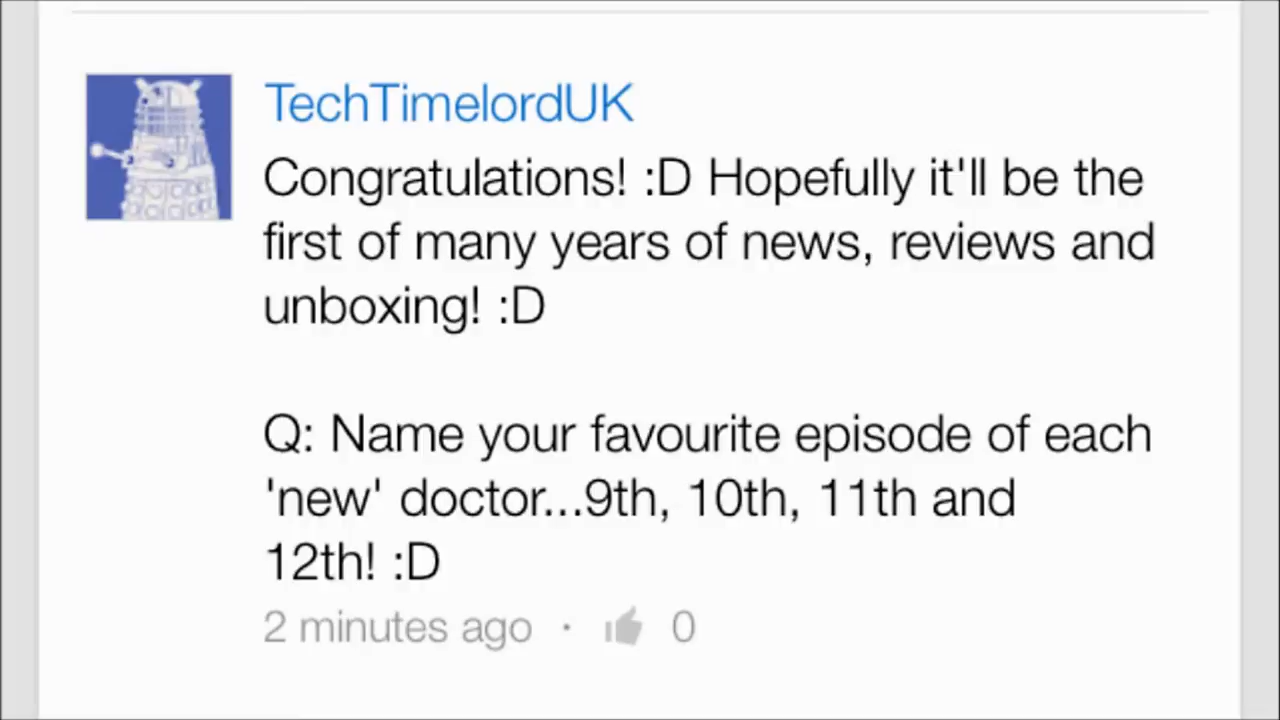 TechTimelordUK
Congratulations! :D Hopefully it'll be the
first of many years of news, reviews and
unboxing! :D
Q: Name your favourite episode of each
'new' doctor...9th, 10th, 11th and
12th! :D
2 minutes ago · 0